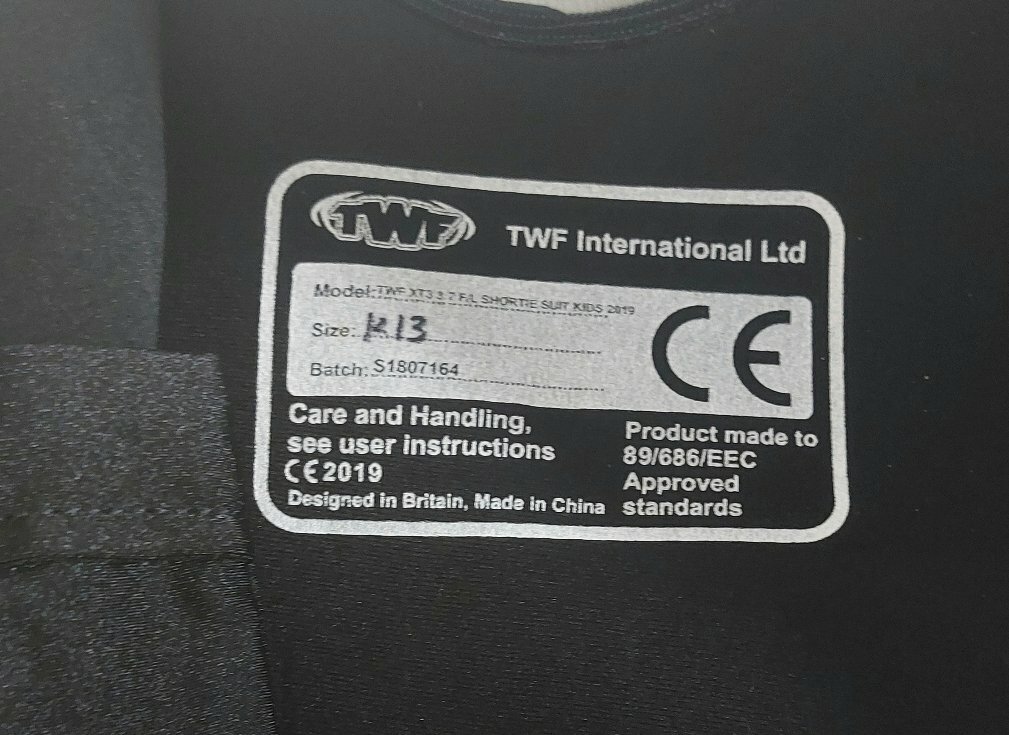 TWF
TWF International Ltd
Model: TWF XT3 3.2 F/L SHORTIE SUIT KIDS 2019
Size: K13
Batch: S1807164
CE
Care and Handling,
see user instructions
CE 2019
Designed in Britain, Made in China
Product made to
89/686/EEC
Approved
standards